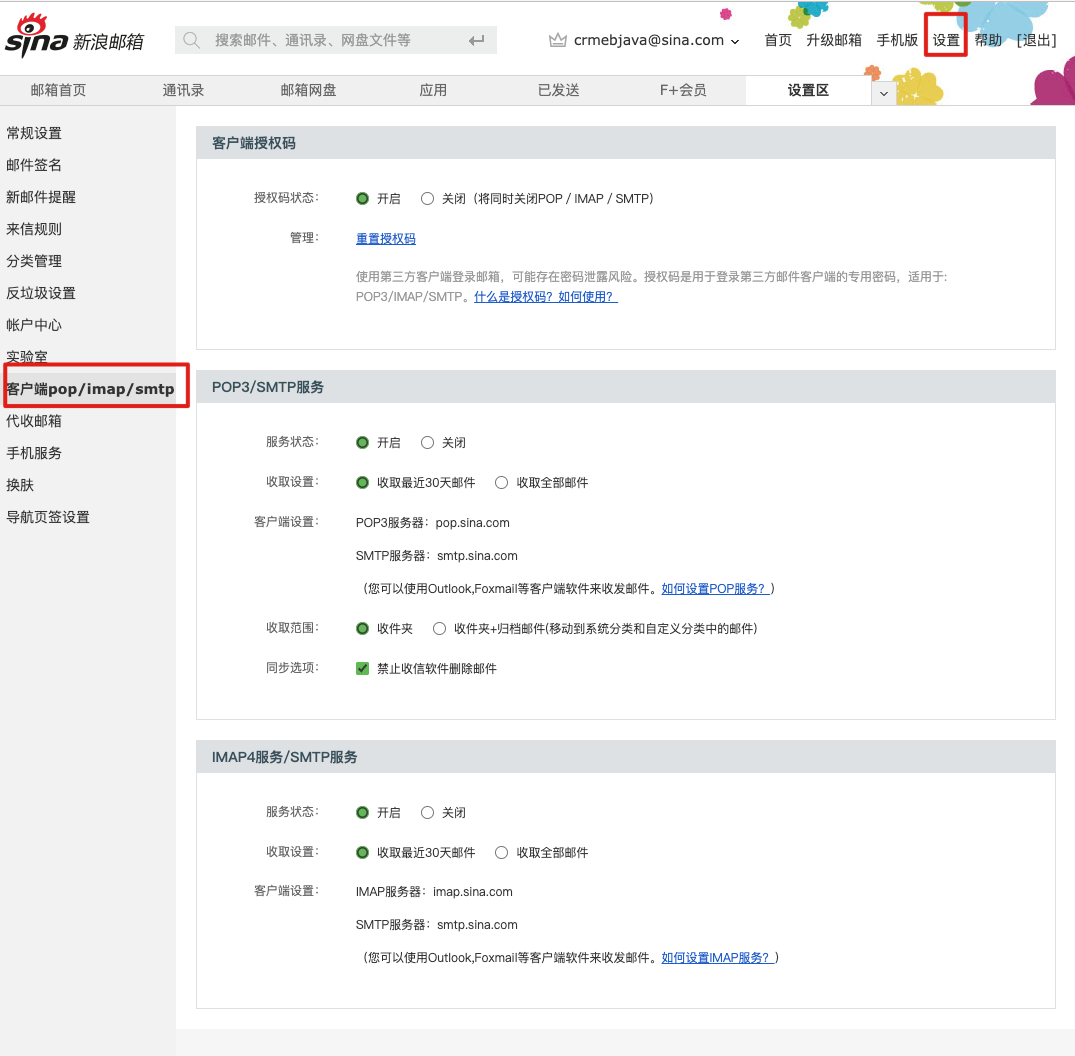 sina 新浪邮箱
搜索邮件、通讯录、网盘文件等
crmebjava@sina.com 首页 升级邮箱 手机版 设置 帮助 [退出]
邮箱首页 通讯录 邮箱网盘 应用 已发送 F+会员 设置区
常规设置
邮件签名
新邮件提醒
来信规则
分类管理
反垃圾设置
帐户中心
实验室
客户端pop/imap/smtp
代收邮箱
手机服务
换肤
导航页签设置
客户端授权码
授权码状态： 开启 关闭（将同时关闭POP / IMAP / SMTP）
管理： 重置授权码
使用第三方客户端登录邮箱，可能存在密码泄露风险。授权码是用于登录第三方邮件客户端的专用密码，适用于:
POP3/IMAP/SMTP。什么是授权码？如何使用？
POP3/SMTP服务
服务状态： 开启 关闭
收取设置： 收取最近30天邮件 收取全部邮件
客户端设置： POP3服务器：pop.sina.com
SMTP服务器：smtp.sina.com
（您可以使用Outlook,Foxmail等客户端软件来收发邮件。如何设置POP服务？）
收取范围： 收件夹 收件夹+归档邮件(移动到系统分类和自定义分类中的邮件)
同步选项： 禁止收信软件删除邮件
IMAP4服务/SMTP服务
服务状态： 开启 关闭
收取设置： 收取最近30天邮件 收取全部邮件
客户端设置： IMAP服务器：imap.sina.com
SMTP服务器：smtp.sina.com
（您可以使用Outlook,Foxmail等客户端软件来收发邮件。如何设置IMAP服务？）